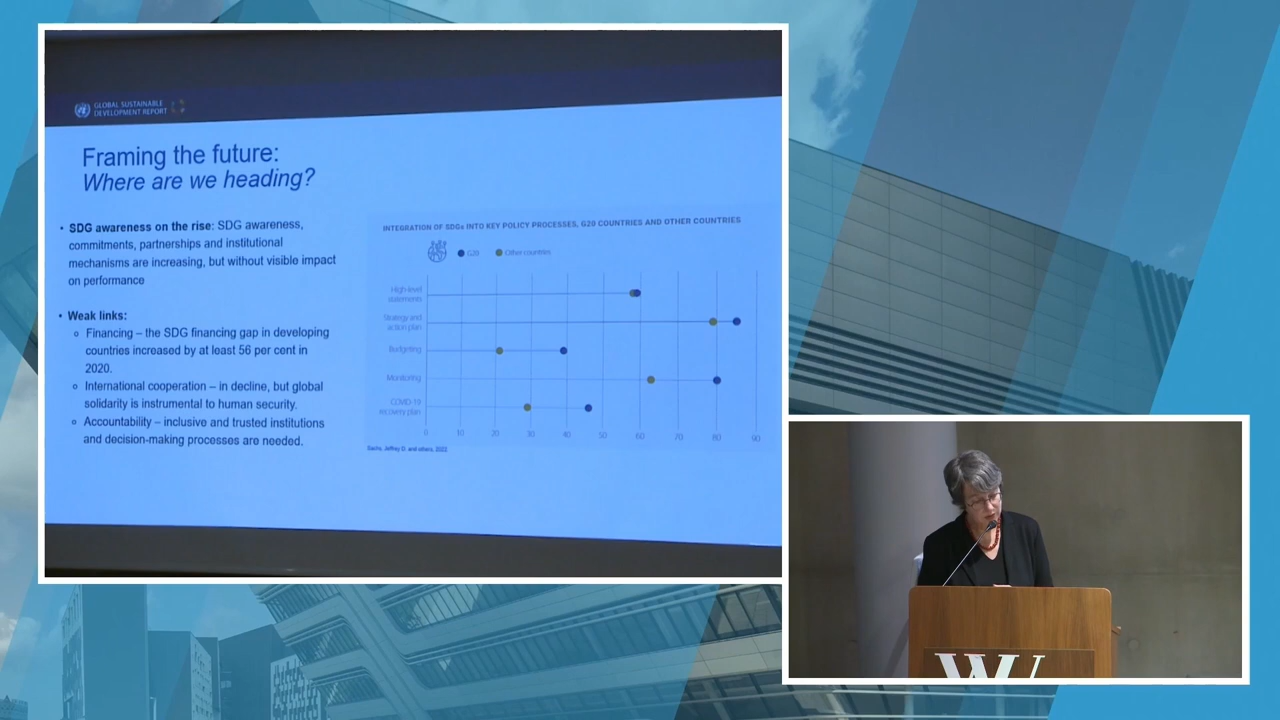 GLOBAL SUSTAINABLE
DEVELOPMENT REPORT
Framing the future:
Where are we heading?
• SDG awareness on the rise: SDG awareness,
commitments, partnerships and institutional
mechanisms are increasing, but without visible impact
on performance
• Weak links:
○ Financing – the SDG financing gap in developing
countries increased by at least 56 per cent in
2020.
○ International cooperation – in decline, but global
solidarity is instrumental to human security.
○ Accountability – inclusive and trusted institutions
and decision-making processes are needed.
INTEGRATION OF SDGs INTO KEY POLICY PROCESSES, G20 COUNTRIES AND OTHER COUNTRIES
G20 Other countries
High-level
statements
Strategy and
action plan
Budgeting
Monitoring
COVID-19
recovery plan
0 10 20 30 40 50 60 70 80 90
Sachs, Jeffrey D. and others, 2022
WU